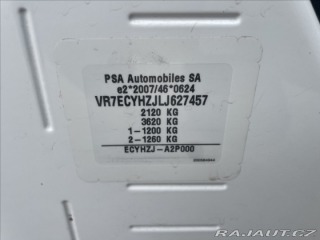 PSA Automobiles SA
e2*2007/46*0624
VR7ECYHZJLJ627457
2120 KG
3620 KG
1-1200 KG
2-1260 KG
ECYHZJ-A2P000
S SPORTOVNÍ
RAJAUT.CZ